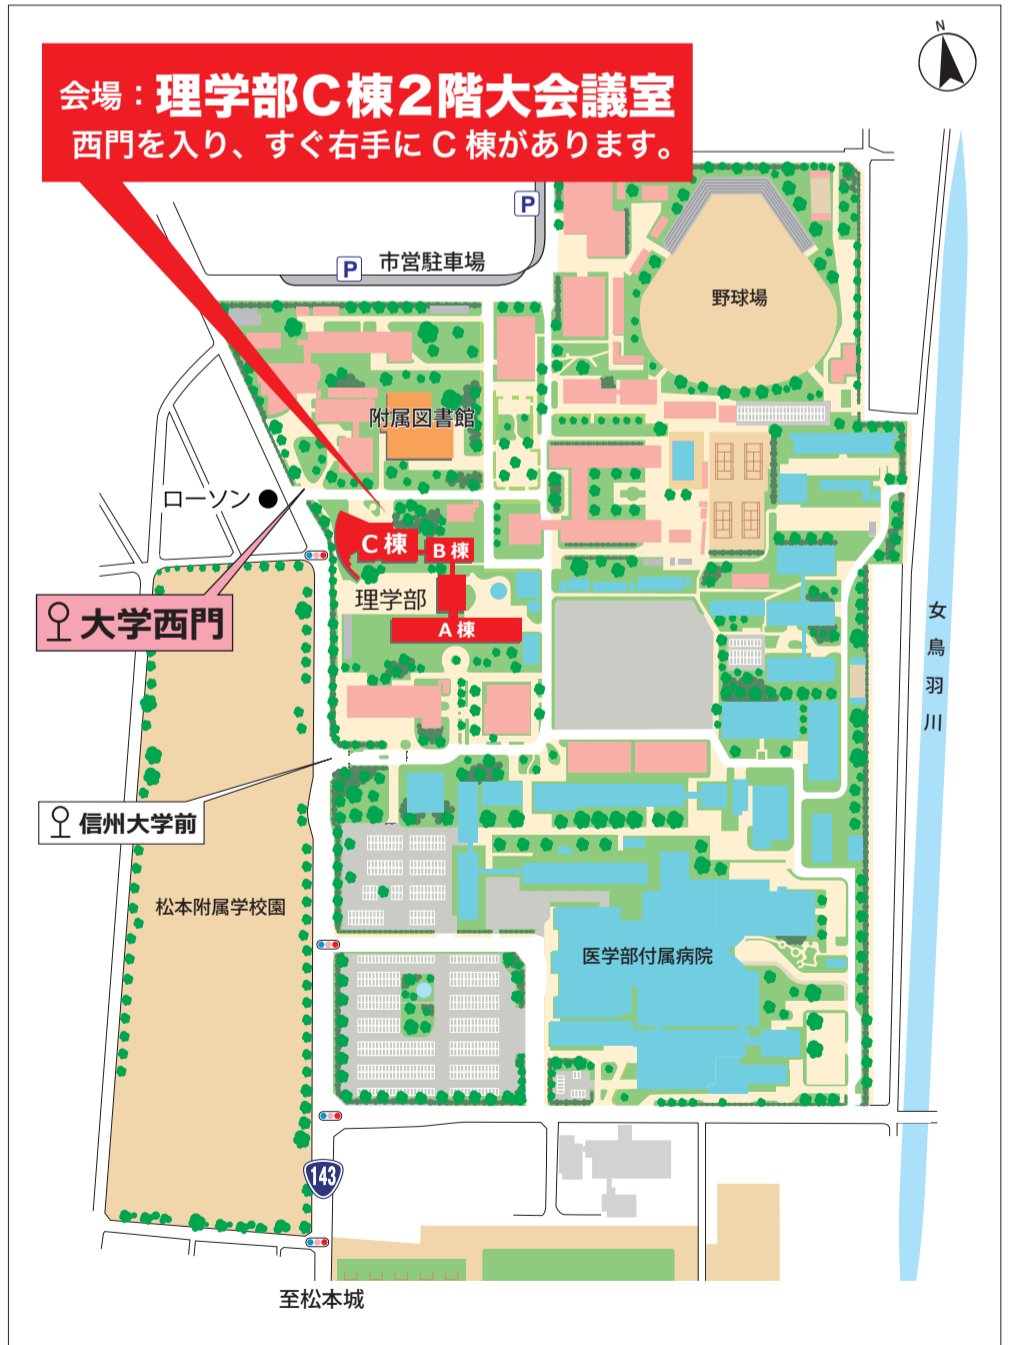 N
会場：理学部C棟2階大会議室
西門を入り、すぐ右手にC棟があります。
P
P
市営駐車場
野球場
附属図書館
ローソン
C棟
B棟
理学部
A棟
大学西門
女鳥羽川
信州大学前
松本附属学校園
医学部付属病院
143
至松本城